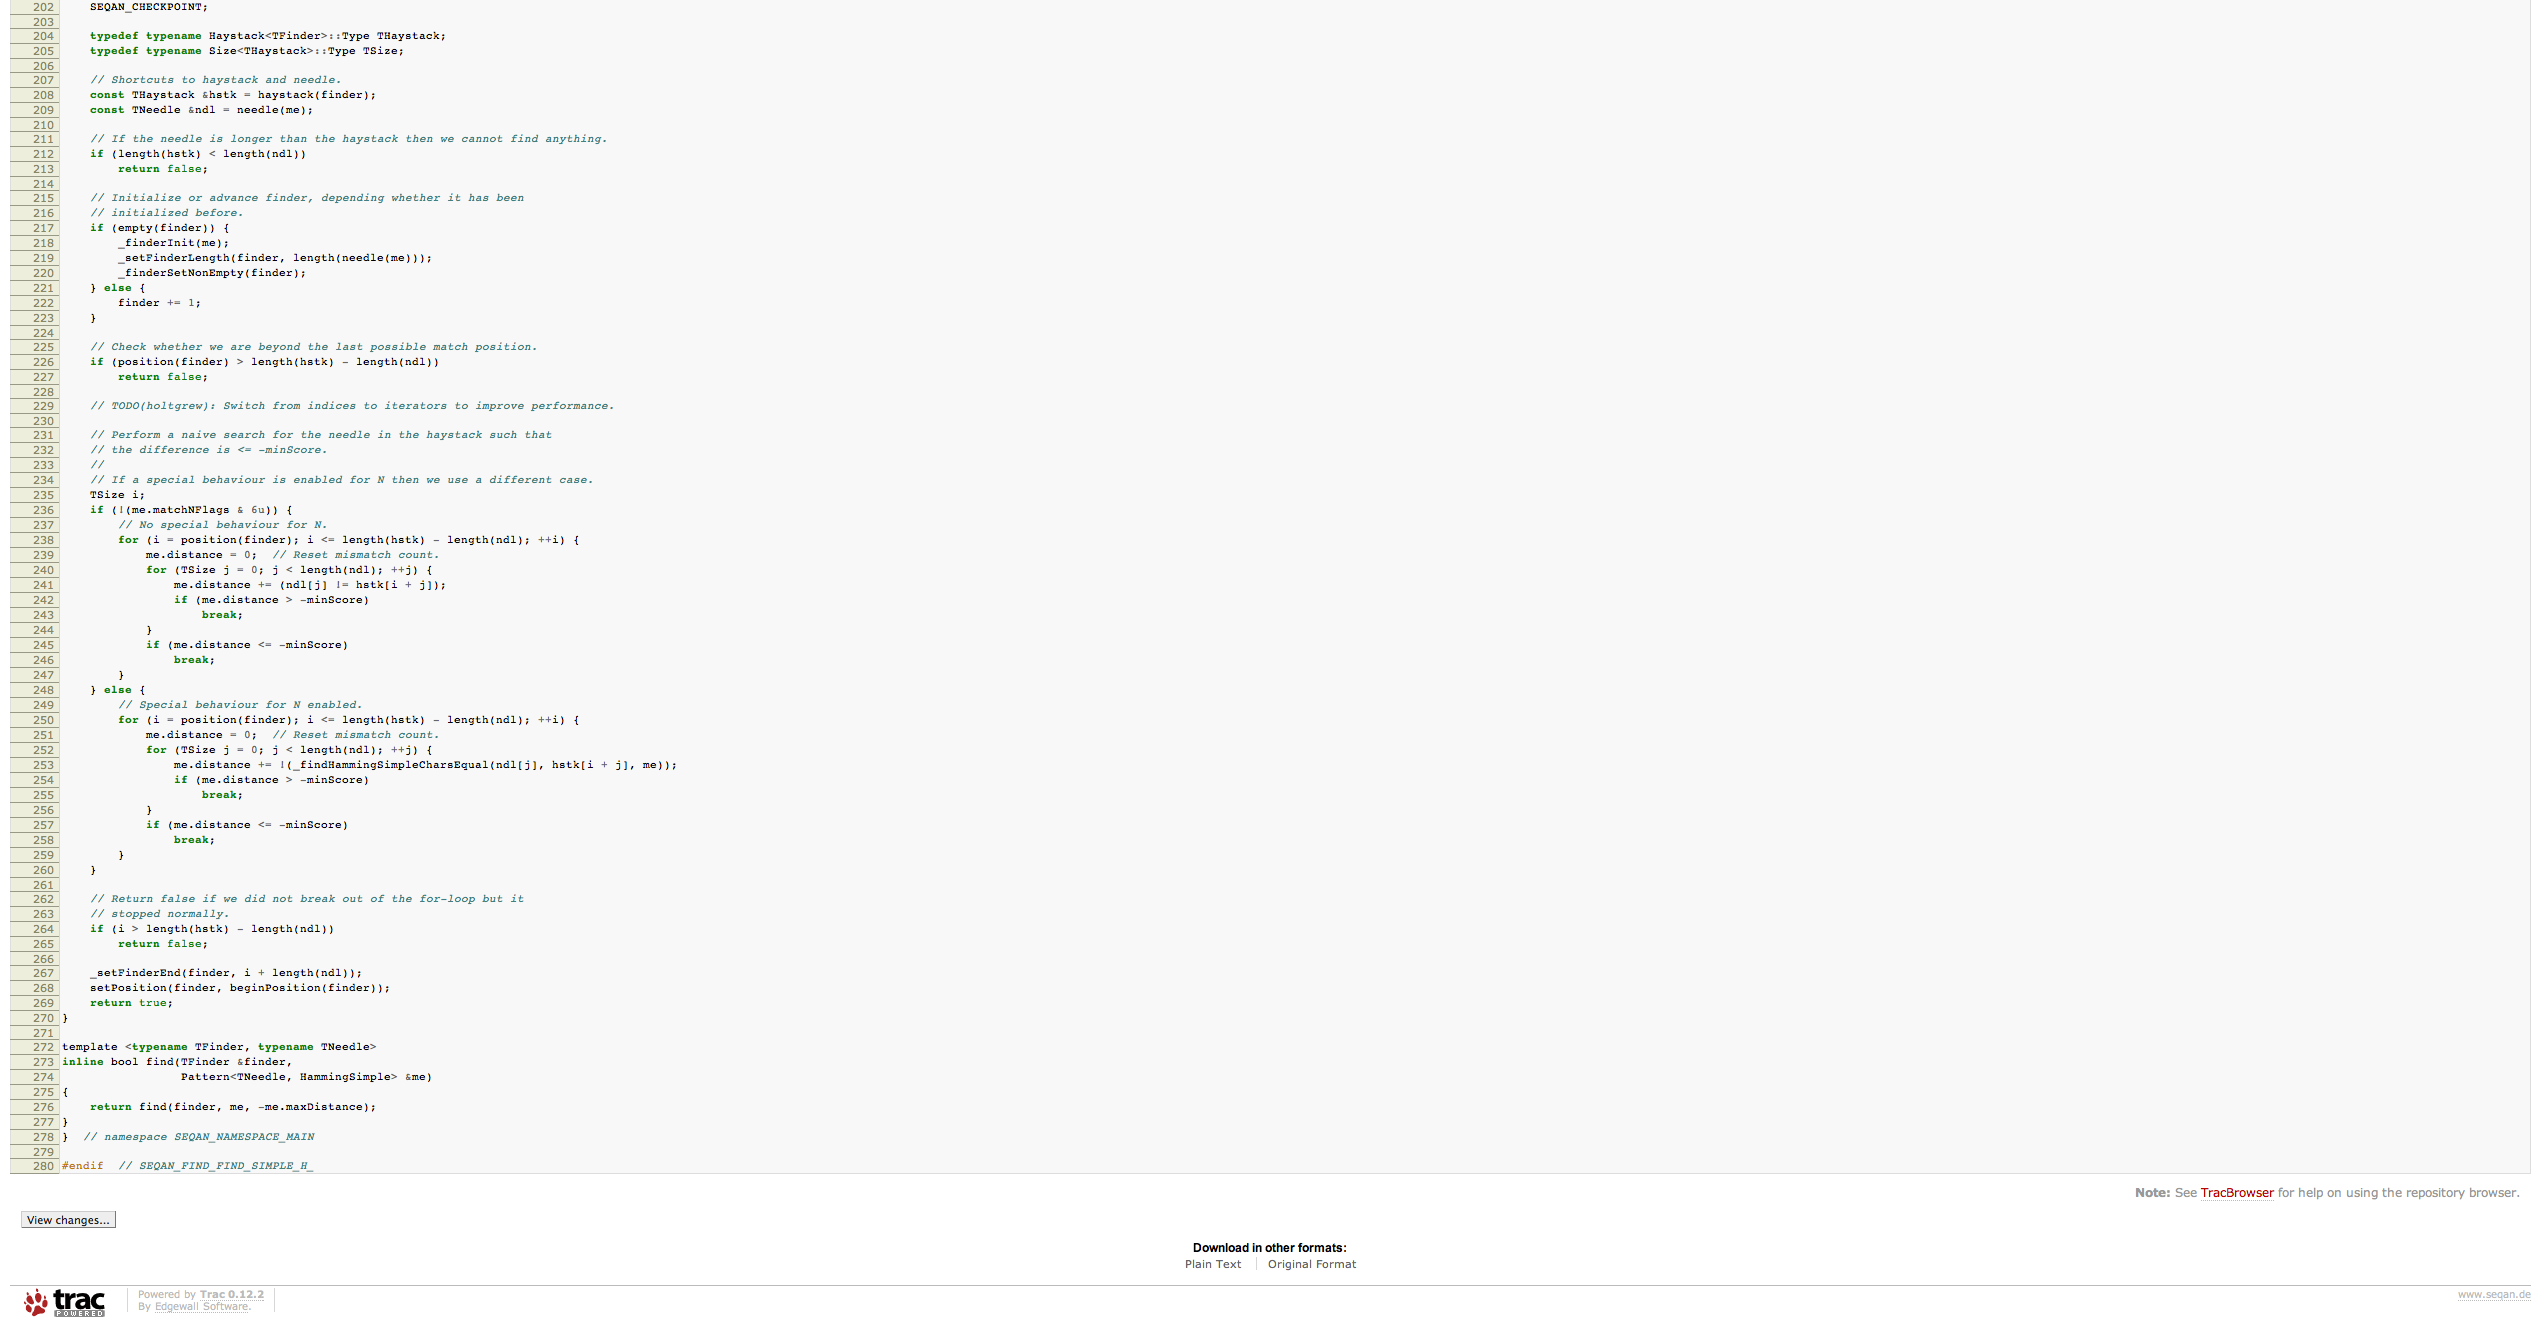 202 SEQAN_CHECKPOINT;
203
204 typedef typename Haystack<TFinder>::Type THaystack;
205 typedef typename Size<THaystack>::Type TSize;
206
207 // Shortcuts to haystack and needle.
208 const THaystack &hstk = haystack(finder);
209 const TNeedle &ndl = needle(me);
210
211 // If the needle is longer than the haystack then we cannot find anything.
212 if (length(hstk) < length(ndl))
213 return false;
214
215 // Initialize or advance finder, depending whether it has been
216 // initialized before.
217 if (empty(finder)) {
218 _finderInit(me);
219 _setFinderLength(finder, length(needle(me)));
220 _finderSetNonEmpty(finder);
221 } else {
222 finder += 1;
223 }
224
225 // Check whether we are beyond the last possible match position.
226 if (position(finder) > length(hstk) - length(ndl))
227 return false;
228
229 // TODO(holtgrew): Switch from indices to iterators to improve performance.
230
231 // Perform a naive search for the needle in the haystack such that
232 // the difference is <= -minScore.
233 //
234 // If a special behaviour is enabled for N then we use a different case.
235 TSize i;
236 if (!(me.matchNFlags & 6u)) {
237 // No special behaviour for N.
238 for (i = position(finder); i <= length(hstk) - length(ndl); ++i) {
239 me.distance = 0;  // Reset mismatch count.
240 for (TSize j = 0; j < length(ndl); ++j) {
241 me.distance += (ndl[j] != hstk[i + j]);
242 if (me.distance > -minScore)
243 break;
244 }
245 if (me.distance <= -minScore)
246 break;
247 }
248 } else {
249 // Special behaviour for N enabled.
250 for (i = position(finder); i <= length(hstk) - length(ndl); ++i) {
251 me.distance = 0;  // Reset mismatch count.
252 for (TSize j = 0; j < length(ndl); ++j) {
253 me.distance += !(_findHammingSimpleCharsEqual(ndl[j], hstk[i + j], me));
254 if (me.distance > -minScore)
255 break;
256 }
257 if (me.distance <= -minScore)
258 break;
259 }
260 }
261
262 // Return false if we did not break out of the for-loop but it
263 // stopped normally.
264 if (i > length(hstk) - length(ndl))
265 return false;
266
267 _setFinderEnd(finder, i + length(ndl));
268 setPosition(finder, beginPosition(finder));
269 return true;
270 }
271
272 template <typename TFinder, typename TNeedle>
273 inline bool find(TFinder &finder,
274 Pattern<TNeedle, HammingSimple> &me)
275 {
276 return find(finder, me, -me.maxDistance);
277 }
278 }  // namespace SEQAN_NAMESPACE_MAIN
279
280 #endif  // SEQAN_FIND_FIND_SIMPLE_H_
Note: See TracBrowser for help on using the repository browser.
View changes...
Download in other formats:
Plain Text
Original Format
trac
POWERED
Powered by Trac 0.12.2
By Edgewall Software.
www.seqan.de